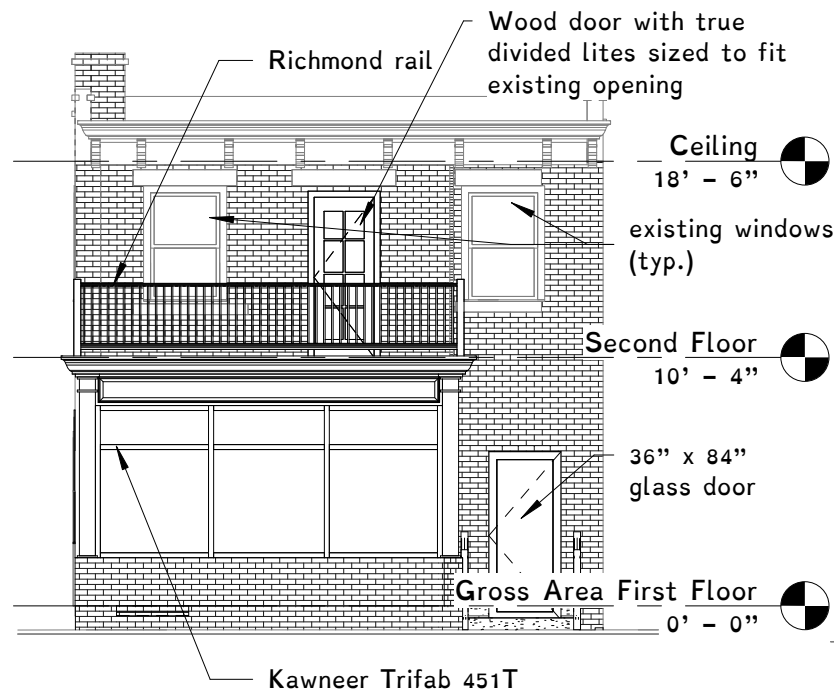 Wood door with true
divided lites sized to fit
existing opening
Richmond rail
Ceiling
18' – 6”
existing windows
(typ.)
Second Floor
10' – 4”
36” x 84”
glass door
Gross Area First Floor
0' – 0”
Kawneer Trifab 451T